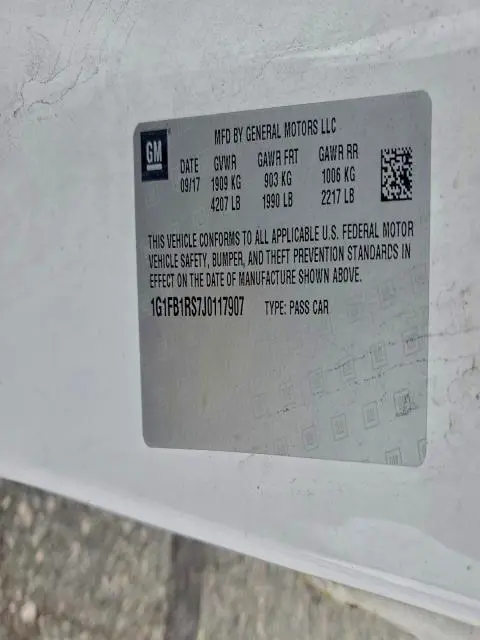 GM
MFD BY GENERAL MOTORS LLC
DATE GVWR GAWR FRT GAWR RR
09/17 1909 KG 903 KG 1006 KG
4207 LB 1990 LB 2217 LB
THIS VEHICLE CONFORMS TO ALL APPLICABLE U.S. FEDERAL MOTOR
VEHICLE SAFETY, BUMPER, AND THEFT PREVENTION STANDARDS IN
EFFECT ON THE DATE OF MANUFACTURE SHOWN ABOVE.
1G1FB1RS7J0117907 TYPE: PASS CAR